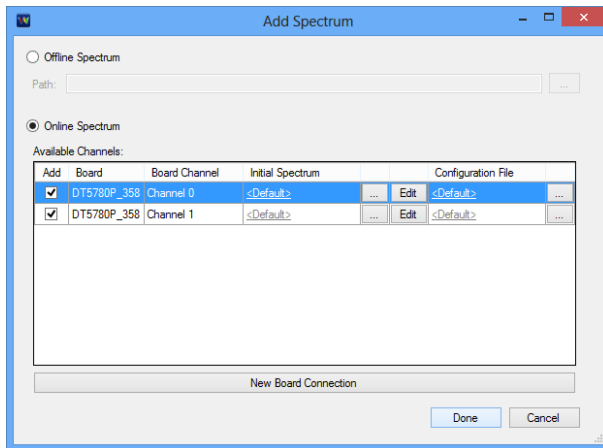 Add Spectrum
Offline Spectrum
Path:
...
Online Spectrum
Available Channels:
Add Board Board Channel Initial Spectrum Configuration File
DT5780P_358 Channel 0 <Default> ... Edit <Default> ...
DT5780P_358 Channel 1 <Default> ... Edit <Default> ...
New Board Connection
Done Cancel